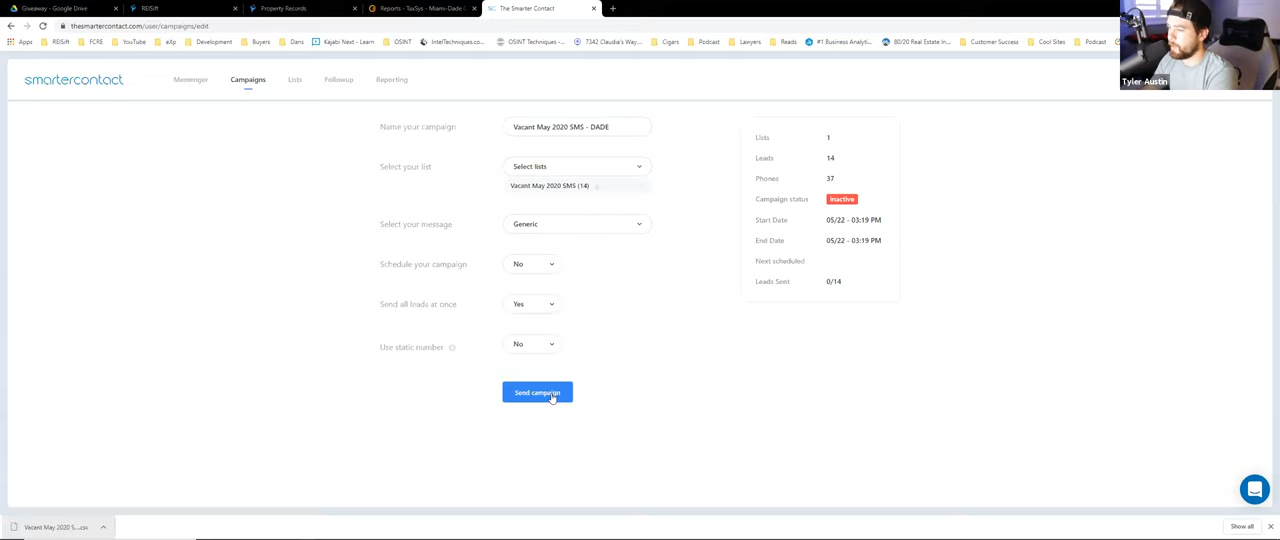 Giveaway - Google Drive
REISift
Property Records
Reports - TaxSys - Miami-Dade C
The Smarter Contact
thesmartercontact.com/user/campaigns/edit
Apps REISift FCRE YouTube eXp Development Buyers Dans Kajabi Next - Learn OSINT IntelTechniques.co... OSINT Techniques -... 7342 Claudia's Way.... Cigars Podcast Lawyers Reads #1 Business Analyti... 80/20 Real Estate In... Customer Success Cool Sites Podcast
Tyler Austin
smartercontact
Messenger
Campaigns
Lists
Followup
Reporting
Name your campaign
Vacant May 2020 SMS - DADE
Select your list
Select lists
Vacant May 2020 SMS (14)
Select your message
Generic
Schedule your campaign
No
Send all leads at once
Yes
Use static number
No
Send campaign
Lists 1
Leads 14
Phones 37
Campaign status Inactive
Start Date 05/22 - 03:19 PM
End Date 05/22 - 03:19 PM
Next scheduled
Leads Sent 0/14
Vacant May 2020 S....csv
Show all